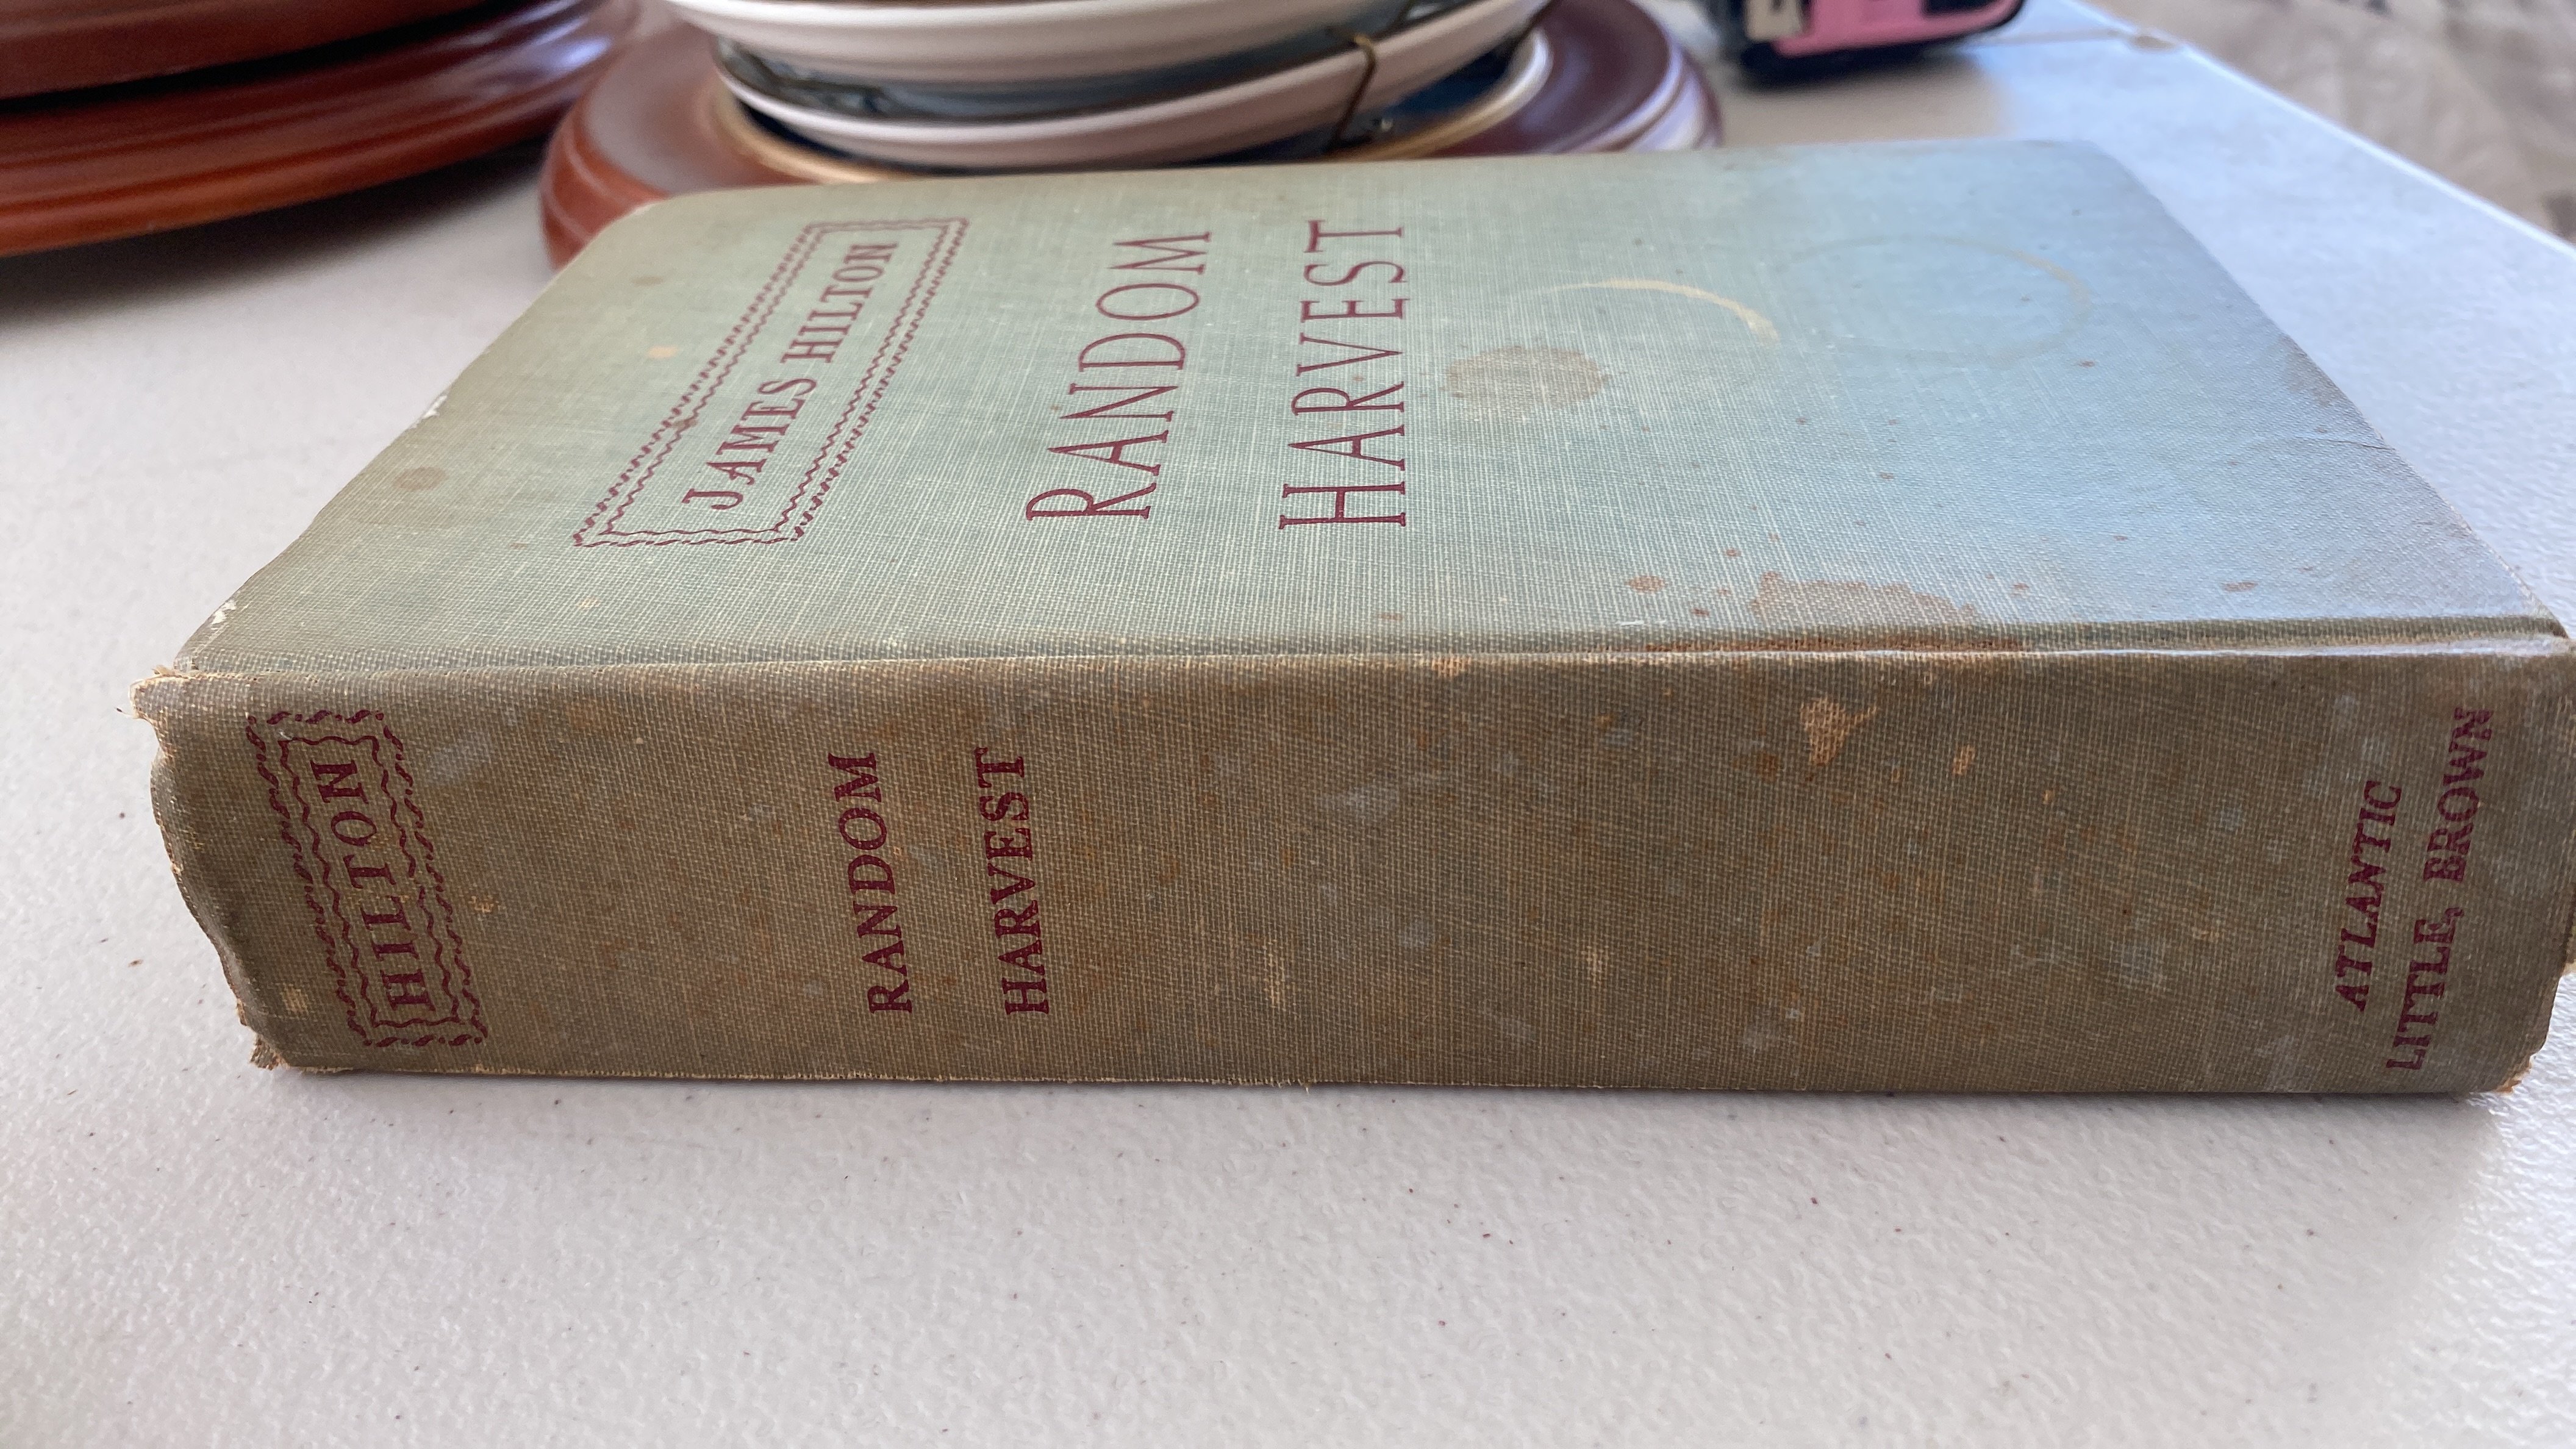 JAMES HILTON
RANDOM
HARVEST
HILTON
RANDOM
HARVEST
ATLANTIC
LITTLE, BROWN